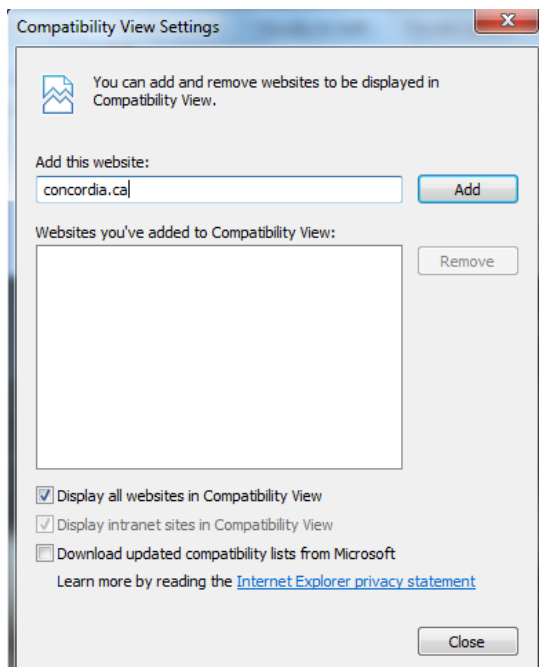 Compatibility View Settings
You can add and remove websites to be displayed in
Compatibility View.
Add this website:
concordia.ca
Add
Websites you've added to Compatibility View:
Remove
Display all websites in Compatibility View
Display intranet sites in Compatibility View
Download updated compatibility lists from Microsoft
Learn more by reading the Internet Explorer privacy statement
Close